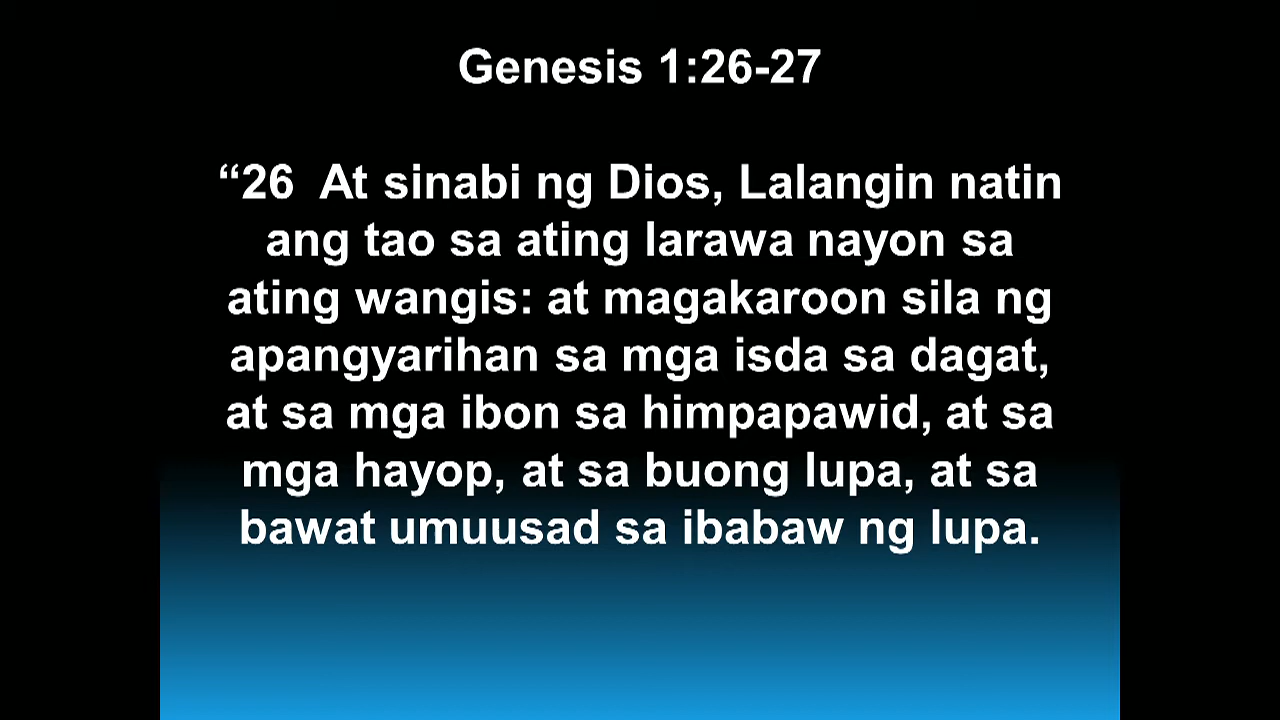 Genesis 1:26-27
“26  At sinabi ng Dios, Lalangin natin
ang tao sa ating larawa nayon sa
ating wangis: at magakaroon sila ng
apangyarihan sa mga isda sa dagat,
at sa mga ibon sa himpapawid, at sa
mga hayop, at sa buong lupa, at sa
bawat umuusad sa ibabaw ng lupa.